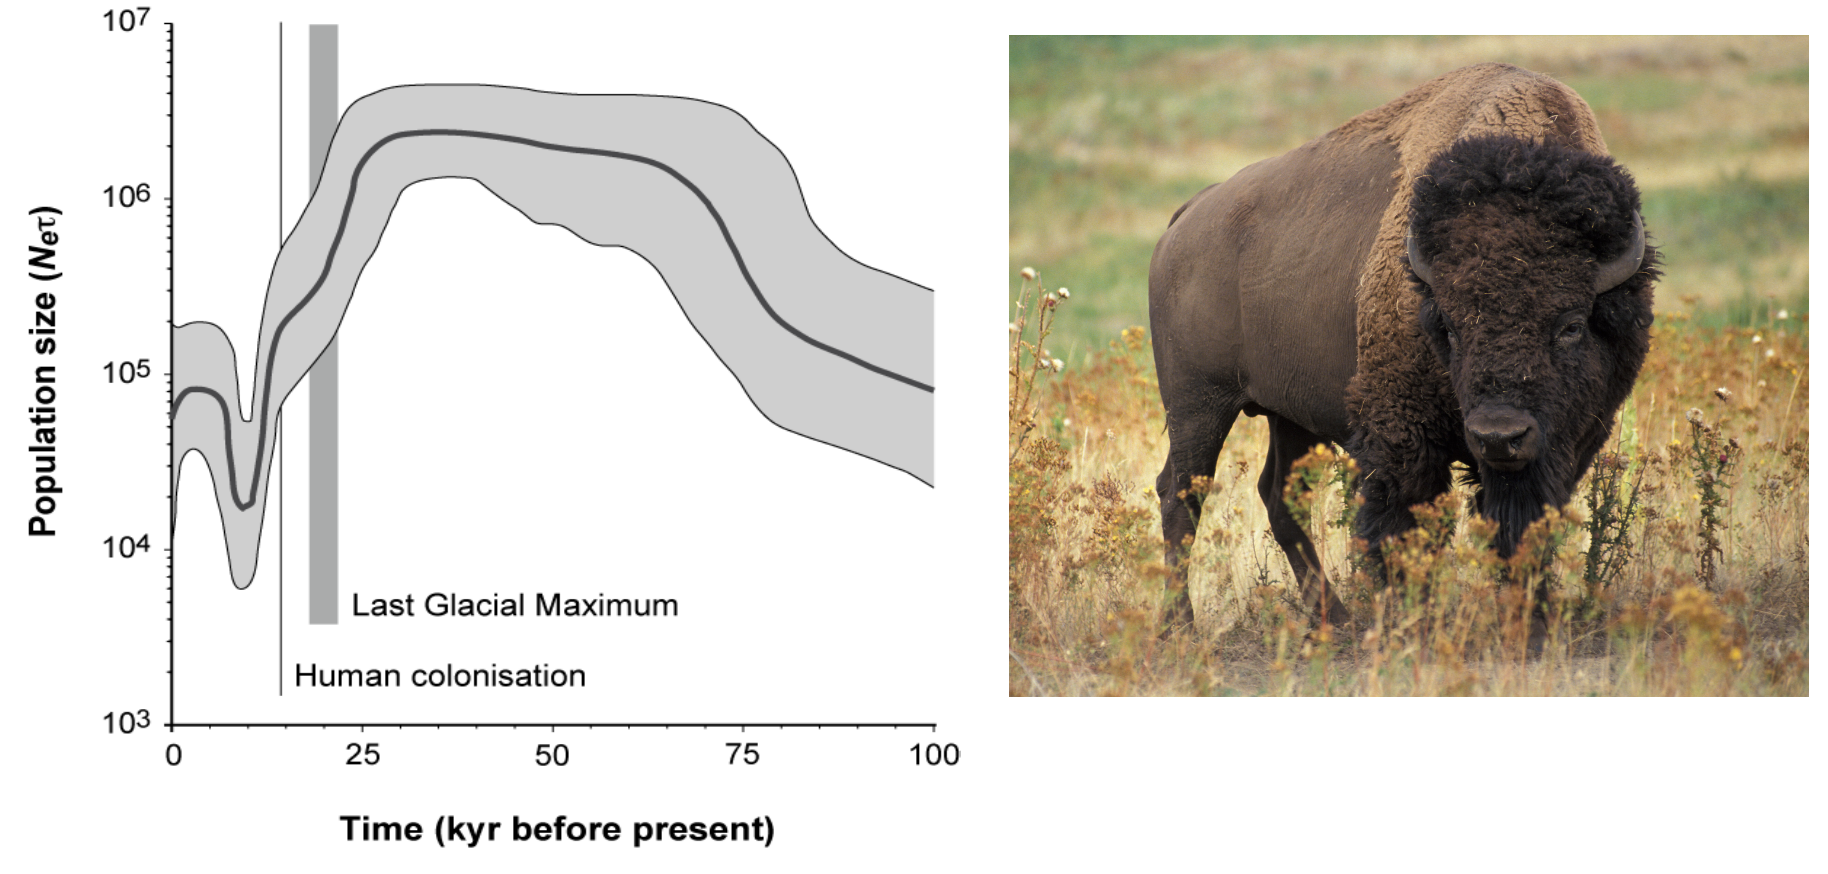 10⁷
10⁶
10⁵
10⁴
10³
Population size (Neτ)
Last Glacial Maximum
Human colonisation
0 25 50 75 100
Time (kyr before present)